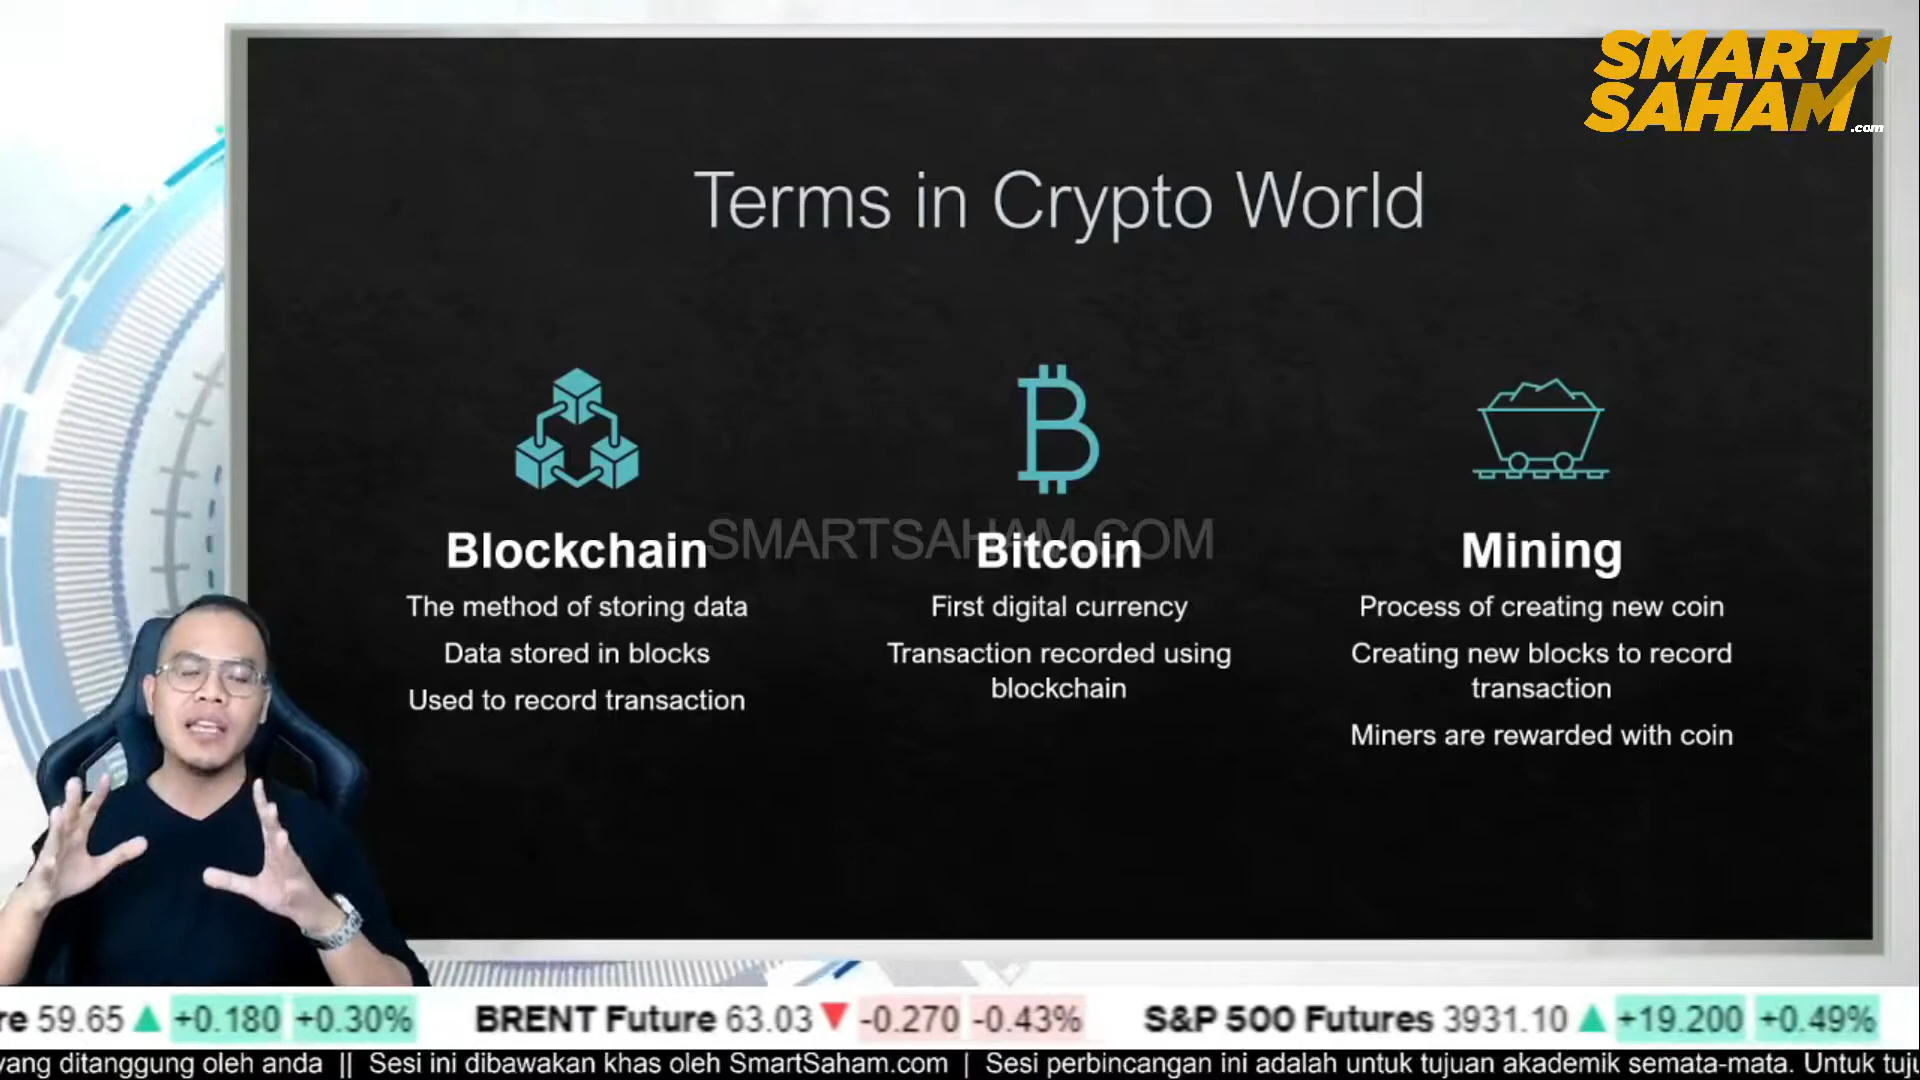 SMART
SAHAM
.com
Terms in Crypto World
SMARTSAHAM.COM
Blockchain
The method of storing data
Data stored in blocks
Used to record transaction
Bitcoin
First digital currency
Transaction recorded using
blockchain
Mining
Process of creating new coin
Creating new blocks to record
transaction
Miners are rewarded with coin
re 59.65 ▲ +0.180 +0.30% BRENT Future 63.03 ▼ -0.270 -0.43% S&P 500 Futures 3931.10 ▲ +19.200 +0.49%
yang ditanggung oleh anda || Sesi ini dibawakan khas oleh SmartSaham.com | Sesi perbincangan ini adalah untuk tujuan akademik semata-mata. Untuk tuju